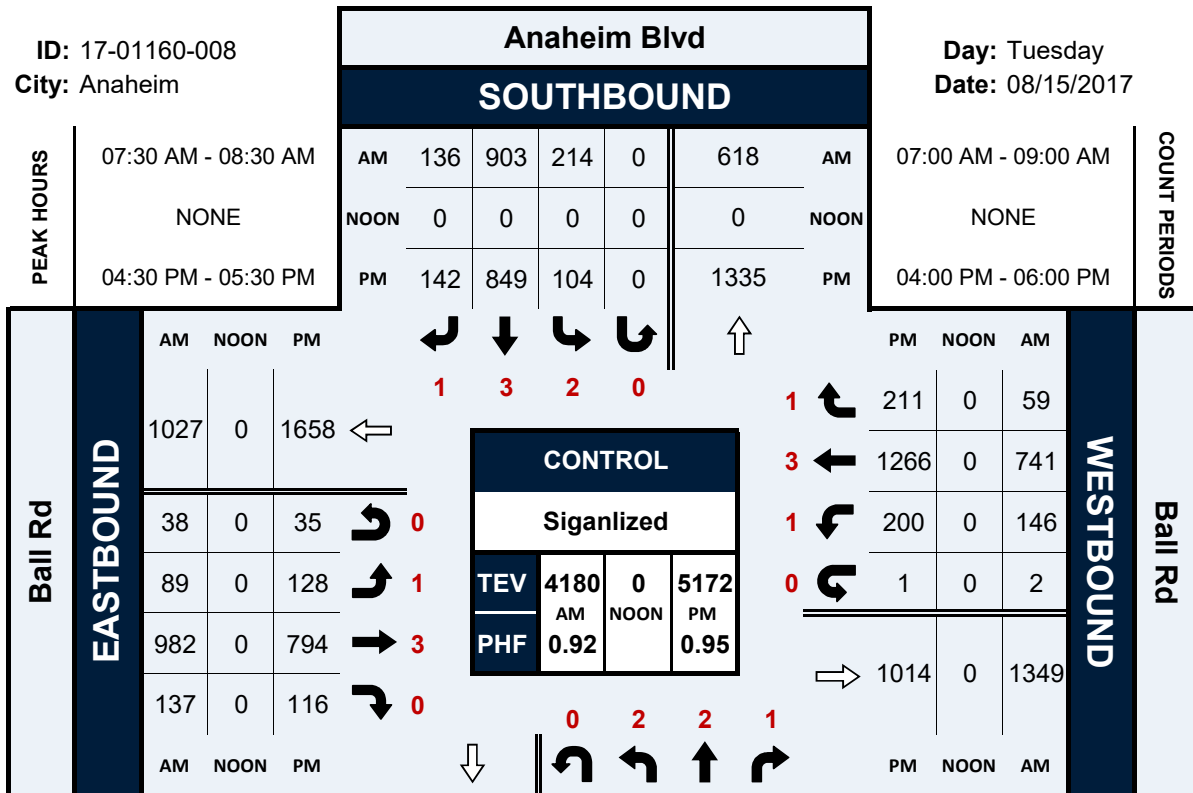 Anaheim Blvd
ID: 17-01160-008
City: Anaheim
Day: Tuesday
Date: 08/15/2017
SOUTHBOUND
PEAK HOURS
07:30 AM - 08:30 AM
NONE
04:30 PM - 05:30 PM
AM 136 903 214 0 618 AM
NOON 0 0 0 0 0 NOON
PM 142 849 104 0 1335 PM
07:00 AM - 09:00 AM
NONE
04:00 PM - 06:00 PM
COUNT PERIODS
1 3 2 0
Ball Rd
EASTBOUND
AM NOON PM
1027 0 1658
38 0 35 0
89 0 128 1
982 0 794 3
137 0 116 0
AM NOON PM
CONTROL
Siganlized
TEV 4180 0 5172
AM NOON PM
PHF 0.92 0.95
PM NOON AM
1 211 0 59
3 1266 0 741
1 200 0 146
0 1 0 2
1014 0 1349
PM NOON AM
WESTBOUND
Ball Rd
0 2 2 1